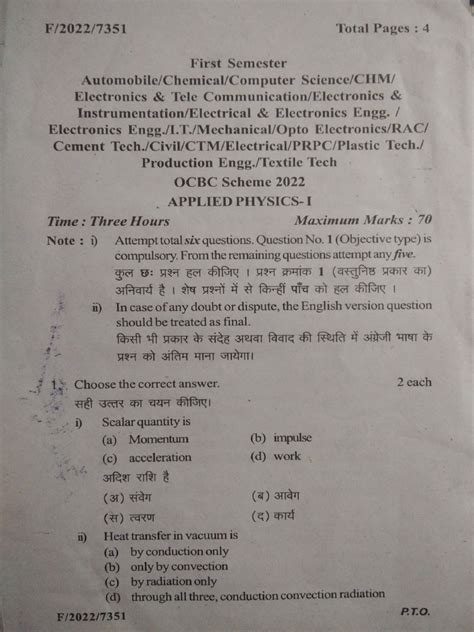 F/2022/7351 Total Pages : 4
First Semester
Automobile/Chemical/Computer Science/CHM/
Electronics & Tele Communication/Electronics &
Instrumentation/Electrical & Electronics Engg. /
Electronics Engg./I.T./Mechanical/Opto Electronics/RAC/
Cement Tech./Civil/CTM/Electrical/PRPC/Plastic Tech./
Production Engg./Textile Tech
OCBC Scheme 2022
APPLIED PHYSICS- I
Time : Three Hours Maximum Marks : 70
Note : i) Attempt total six questions. Question No. 1 (Objective type) is
compulsory. From the remaining questions attempt any five.
कुल छः प्रश्न हल कीजिए । प्रश्न क्रमांक 1 (वस्तुनिष्ठ प्रकार का)
अनिवार्य है । शेष प्रश्नों में से किन्हीं पाँच को हल कीजिए ।
ii) In case of any doubt or dispute, the English version question
should be treated as final.
किसी भी प्रकार के संदेह अथवा विवाद की स्थिति में अंग्रेजी भाषा के
प्रश्न को अंतिम माना जायेगा।
1. Choose the correct answer. 2 each
सही उत्तर का चयन कीजिए।
i) Scalar quantity is
(a) Momentum (b) impulse
(c) acceleration (d) work
अदिश राशि है
(अ) संवेग (ब) आवेग
(स) त्वरण (द) कार्य
ii) Heat transfer in vacuum is
(a) by conduction only
(b) only by convection
(c) by radiation only
(d) through all three, conduction convection radiation
F/2022/7351 P.T.O.